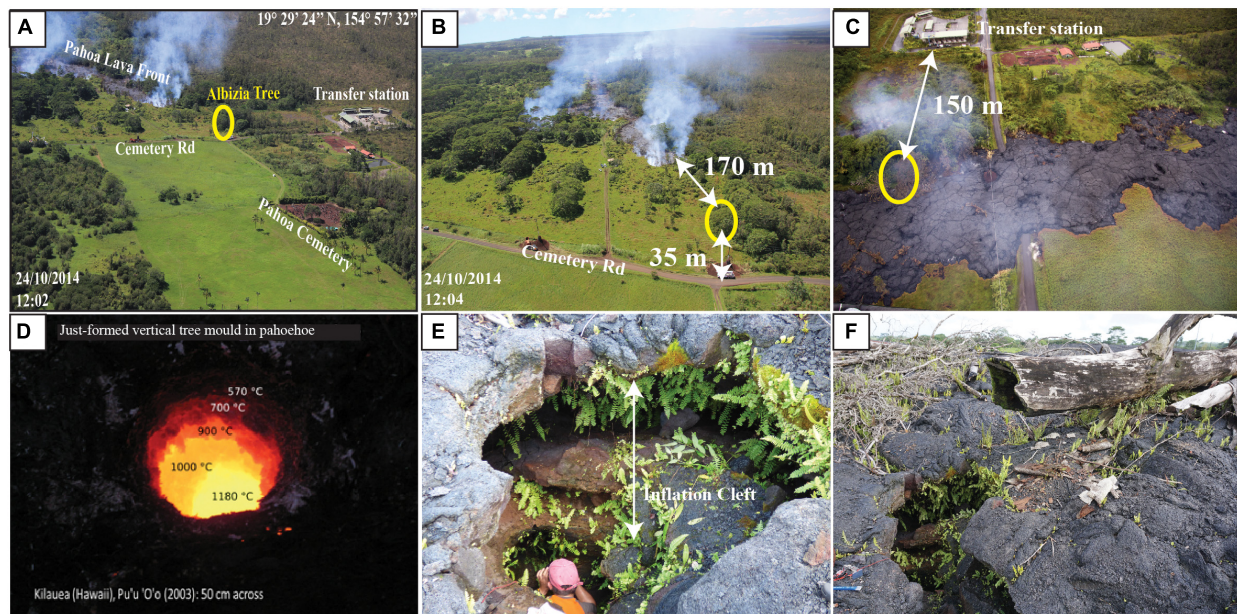 A
19° 29’ 24” N, 154° 57’ 32”
Pahoa Lava Front
Albizia Tree
Transfer station
Cemetery Rd
Pahoa Cemetery
24/10/2014
12:02
B
170 m
35 m
Cemetery Rd
24/10/2014
12:04
C
Transfer station
150 m
D
Just-formed vertical tree mould in pahoehoe
570 °C
700 °C
900 °C
1000 °C
1180 °C
Kilauea (Hawaii), Pu'u 'O'o (2003): 50 cm across
E
Inflation Cleft
F